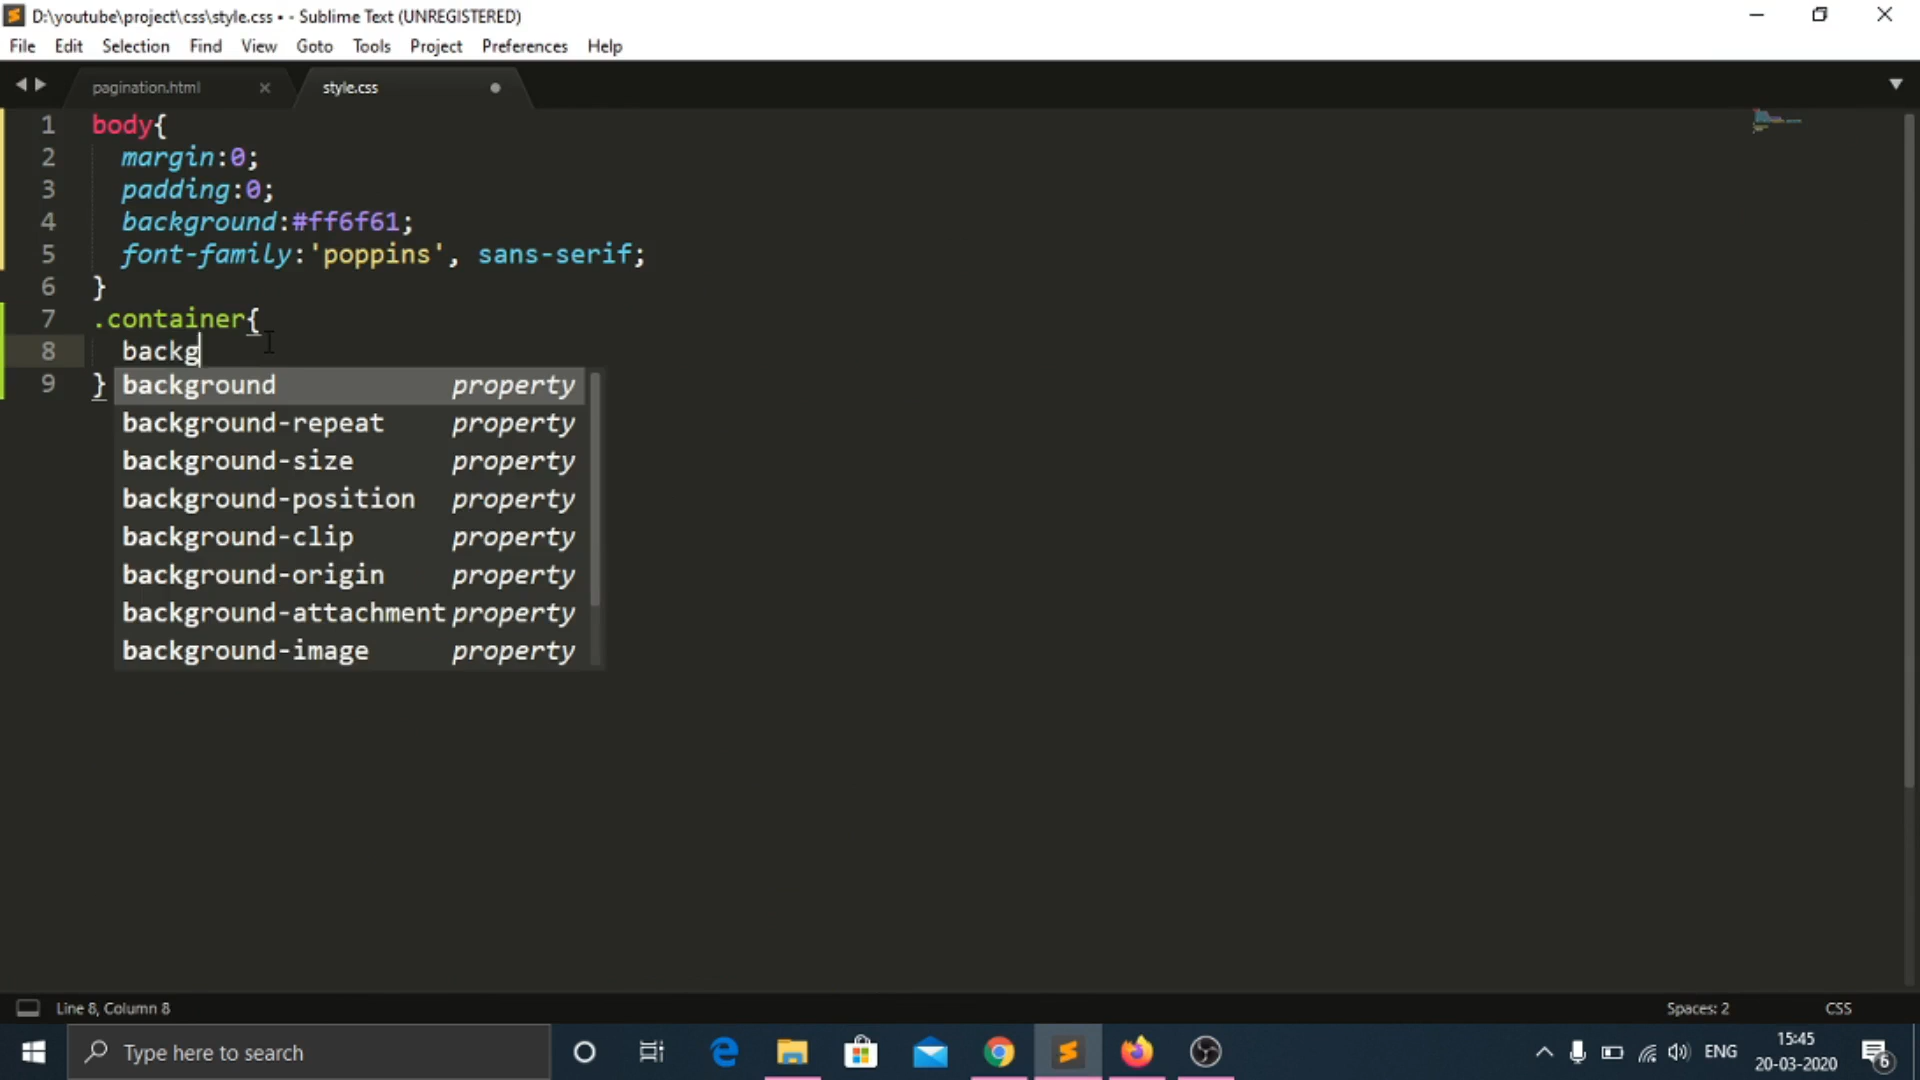 D:\youtube\project\css\style.css • - Sublime Text (UNREGISTERED)
File Edit Selection Find View Goto Tools Project Preferences Help
pagination.html × style.css
1 body{
2 margin:0;
3 padding:0;
4 background:#ff6f61;
5 font-family:'poppins', sans-serif;
6 }
7 .container{
8 backg
9 }
background property
background-repeat property
background-size property
background-position property
background-clip property
background-origin property
background-attachment property
background-image property
Line 8, Column 8 Spaces: 2 CSS
Type here to search ENG 15:45
20-03-2020 6